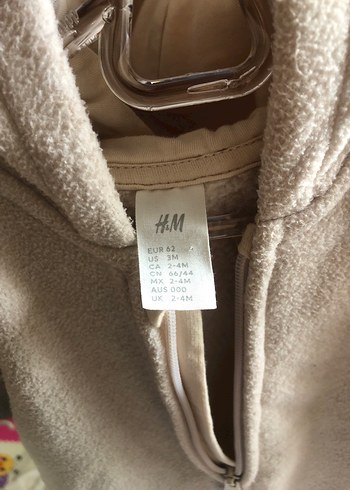 H&M
EUR 62
US 3M
CA 2-4M
CN 66/44
MX 2-4M
AUS 000
UK 2-4M